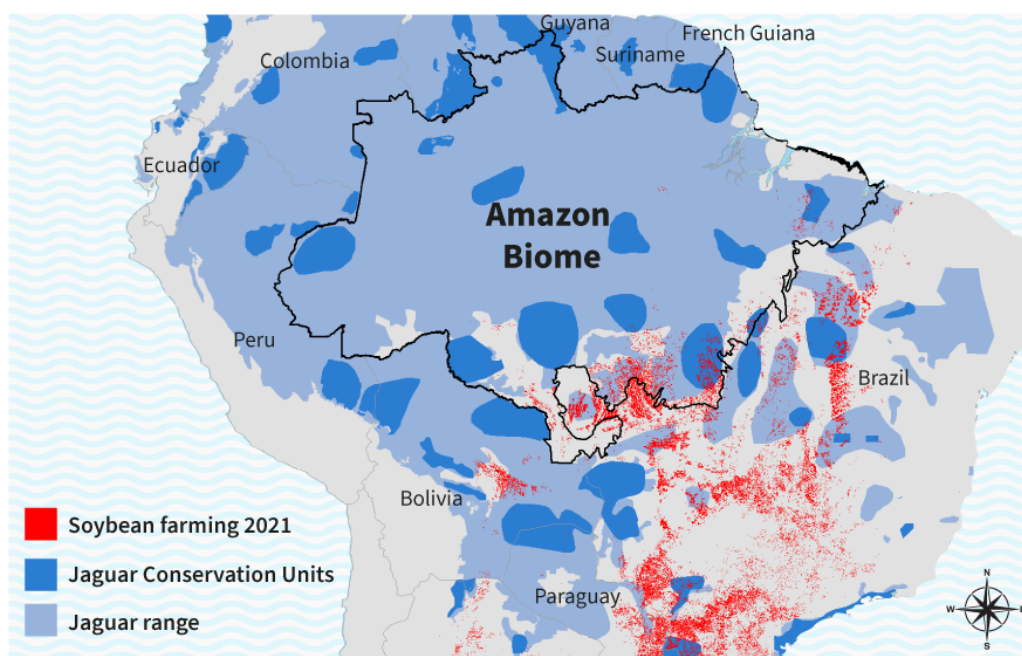 Guyana
French Guiana
Suriname
Colombia
Ecuador
Amazon
Biome
Peru
Brazil
Bolivia
Paraguay
Soybean farming 2021
Jaguar Conservation Units
Jaguar range
N
W
E
S